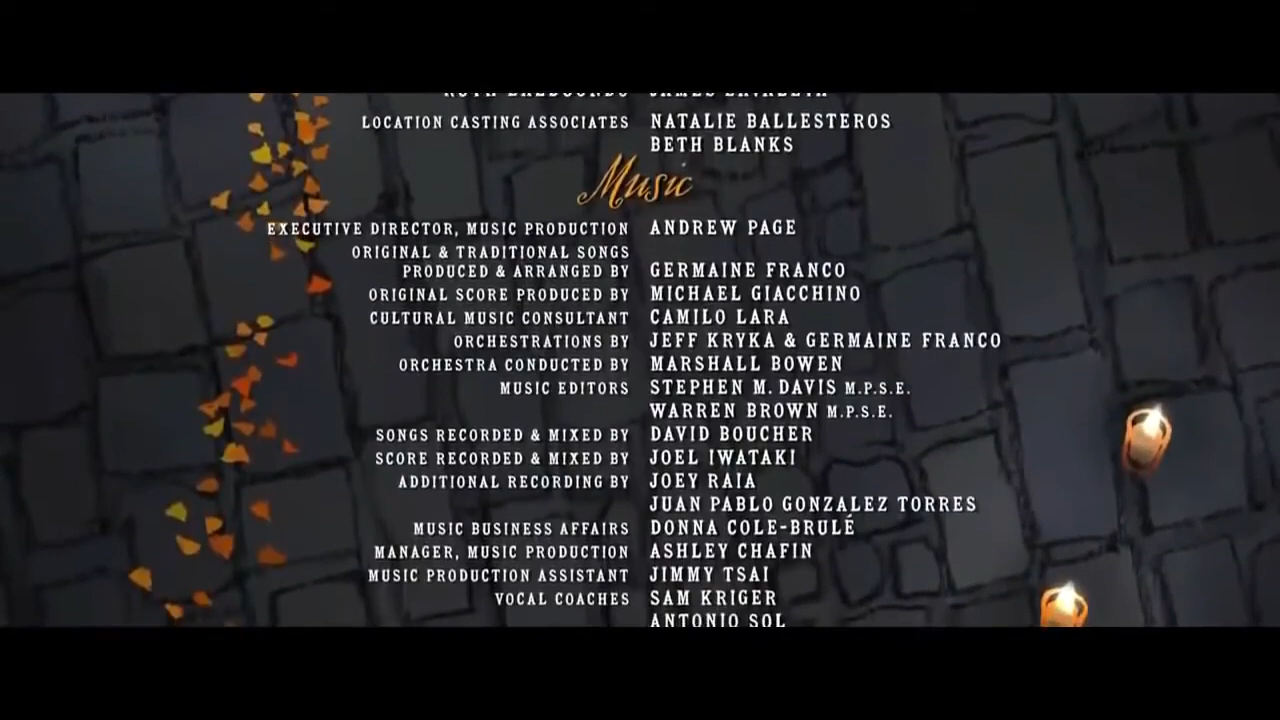 LOCATION CASTING ASSOCIATES NATALIE BALLESTEROS
BETH BLANKS
Music
EXECUTIVE DIRECTOR, MUSIC PRODUCTION ANDREW PAGE
ORIGINAL & TRADITIONAL SONGS
PRODUCED & ARRANGED BY GERMAINE FRANCO
ORIGINAL SCORE PRODUCED BY MICHAEL GIACCHINO
CULTURAL MUSIC CONSULTANT CAMILO LARA
ORCHESTRATIONS BY JEFF KRYKA & GERMAINE FRANCO
ORCHESTRA CONDUCTED BY MARSHALL BOWEN
MUSIC EDITORS STEPHEN M. DAVIS M.P.S.E.
WARREN BROWN M.P.S.E.
SONGS RECORDED & MIXED BY DAVID BOUCHER
SCORE RECORDED & MIXED BY JOEL IWATAKI
ADDITIONAL RECORDING BY JOEY RAIA
JUAN PABLO GONZALEZ TORRES
MUSIC BUSINESS AFFAIRS DONNA COLE-BRULÉ
MANAGER, MUSIC PRODUCTION ASHLEY CHAFIN
MUSIC PRODUCTION ASSISTANT JIMMY TSAI
VOCAL COACHES SAM KRIGER
ANTONIO SOL